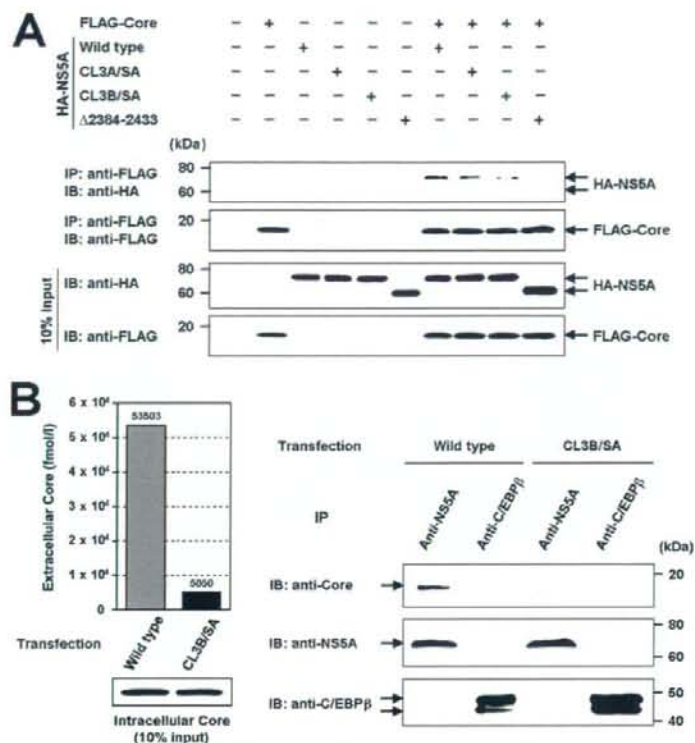 A
FLAG-Core - + - - - - + + + +
HA-NS5A
Wild type - - + - - - + - - -
CL3A/SA - - - + - - - + - -
CL3B/SA - - - - + - - - + -
Δ2384-2433 - - - - - + - - - +
(kDa)
IP: anti-FLAG
IB: anti-HA
80
60
HA-NS5A
IP: anti-FLAG
IB: anti-FLAG
20
FLAG-Core
10% input
IB: anti-HA
80
60
HA-NS5A
IB: anti-FLAG
20
FLAG-Core
B
Extracellular Core (fmol/l)
6 x 10⁴
5 x 10⁴
4 x 10⁴
3 x 10⁴
2 x 10⁴
1 x 10⁴
0
53503
5050
Transfection
Wild type
CL3B/SA
Intracellular Core
(10% input)
Transfection
Wild type
CL3B/SA
IP
Anti-NS5A
Anti-C/EBPβ
Anti-NS5A
Anti-C/EBPβ
(kDa)
IB: anti-Core
20
IB: anti-NS5A
80
60
IB: anti-C/EBPβ
50
40